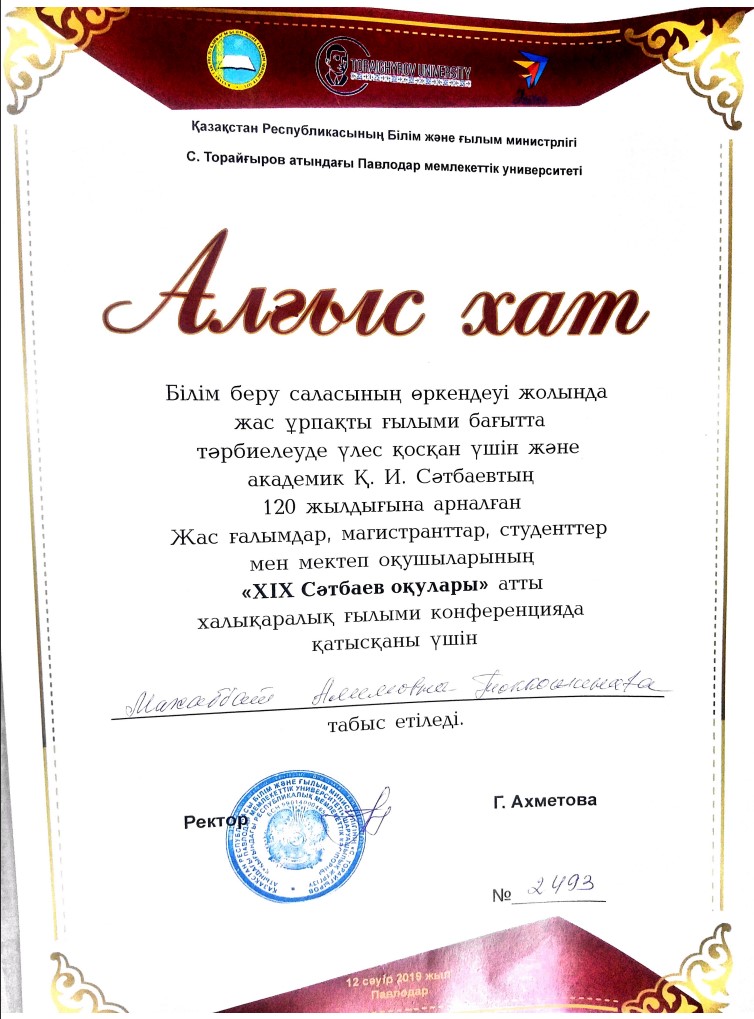 TORAIGHYROV UNIVERSITY
Қазақстан Республикасының Білім және ғылым министрлігі
С. Торайғыров атындағы Павлодар мемлекеттік университеті
Алғыс хат
Білім беру саласының өркендеуі жолында
жас ұрпақты ғылыми бағытта
тәрбиелеуде үлес қосқан үшін және
академик Қ. И. Сәтбаевтың
120 жылдығына арналған
Жас ғалымдар, магистранттар, студенттер
мен мектеп оқушыларының
«XIX Сәтбаев оқулары» атты
халықаралық ғылыми конференцияда
қатысқаны үшін
Махаббат Алимовна
табыс етіледі.
Ректор
Г. Ахметова
№ 2493
12 сәуір 2019 жыл
Павлодар